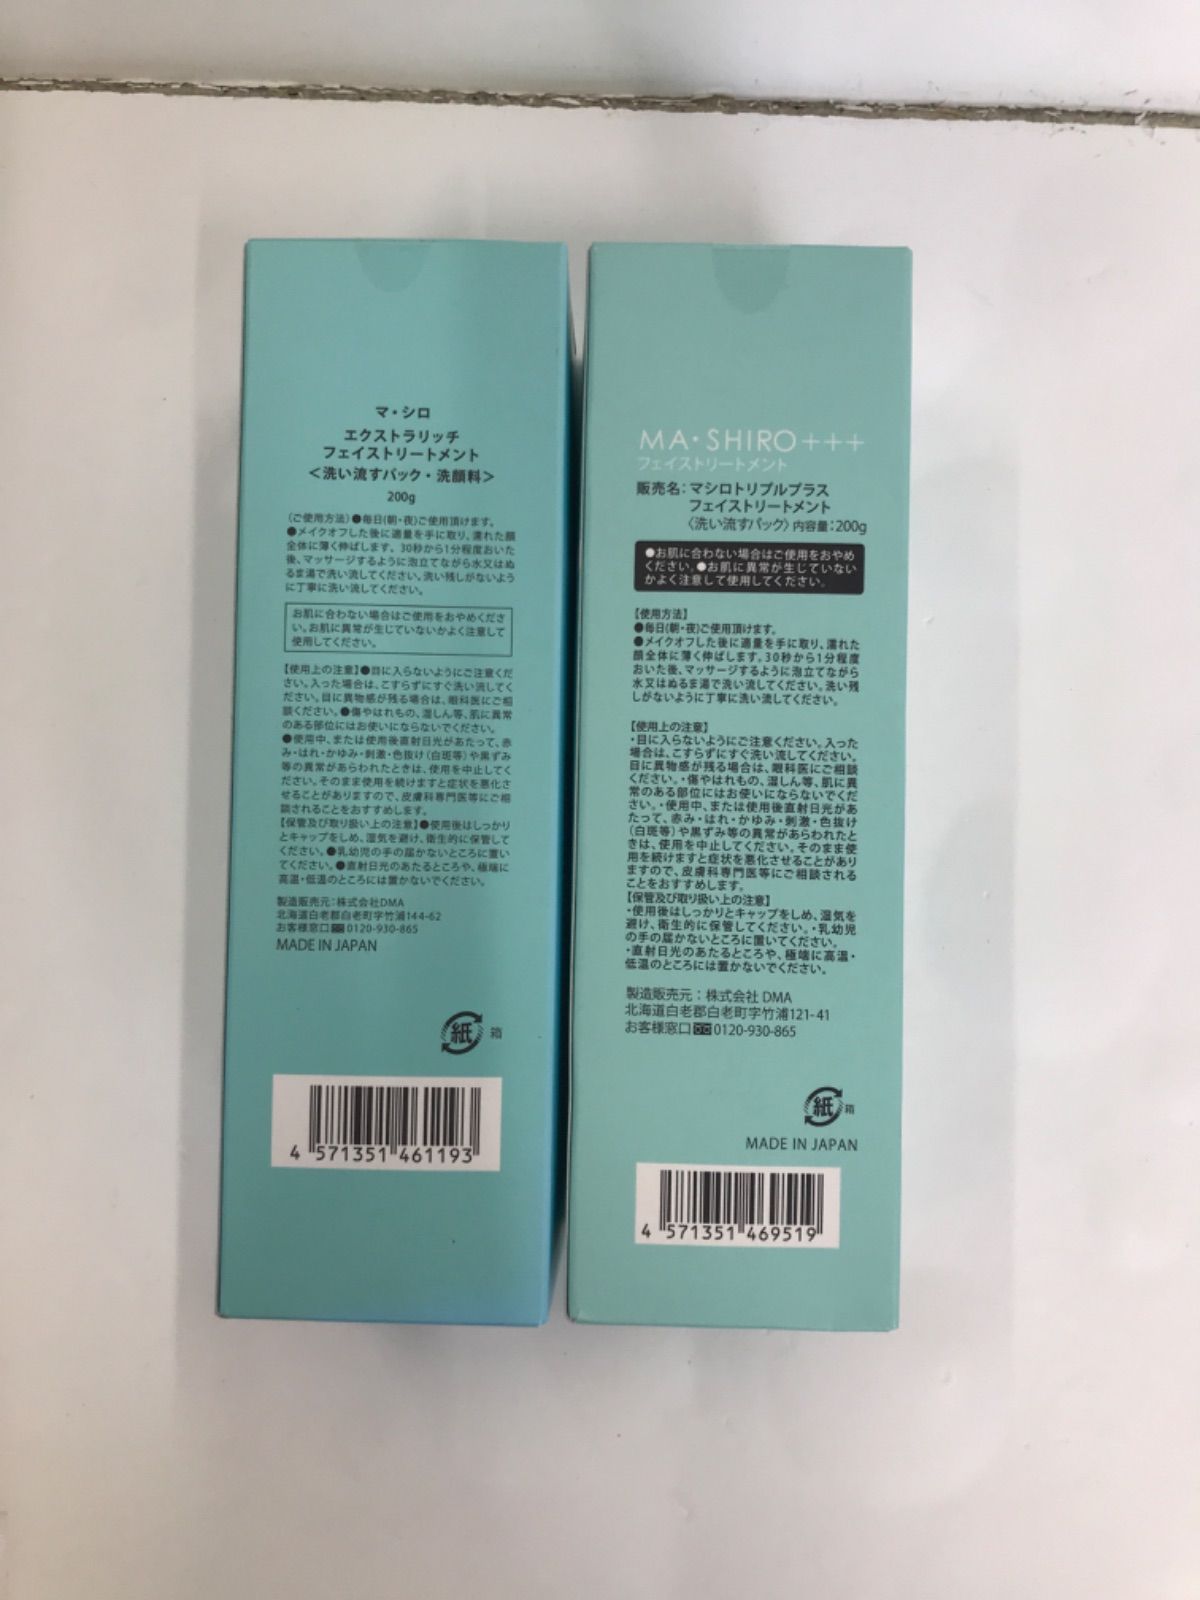 マ・シロ
エクストラリッチ
フェイストリートメント
＜洗い流すパック・洗顔料＞
200g
（ご使用方法）●毎日(朝・夜)ご使用頂けます。
●メイクオフした後に適量を手に取り、濡れた顔
全体に薄く伸ばします。30秒から1分程度おいた
後、マッサージするように泡立てながら水又はぬ
るま湯で洗い流してください。洗い残しがないよう
に丁寧に洗い流してください。
お肌に合わない場合はご使用をおやめくださ
い。お肌に異常が生じていないかよく注意して
使用してください。
【使用上の注意】●目に入らないようにご注意くだ
さい。入った場合は、こすらずにすぐ洗い流してく
ださい。目に異物感が残る場合は、眼科医にご相
談ください。●傷やはれもの、湿しん等、肌に異常
のある部位にはお使いにならないでください。
●使用中、または使用後直射日光があたって、赤
み・はれ・かゆみ・刺激・色抜け（白斑等）や黒ずみ
等の異常があらわれたときは、使用を中止してく
ださい。そのまま使用を続けますと症状を悪化さ
せることがありますので、皮膚科専門医等にご相
談されることをおすすめします。
【保管及び取り扱い上の注意】●使用後はしっかり
とキャップをしめ、湿気を避け、衛生的に保管して
ください。●乳幼児の手の届かないところに置い
てください。●直射日光のあたるところや、極端に
高温・低温のところには置かないでください。
製造販売元：株式会社DMA
北海道白老郡白老町字竹浦144-62
お客様窓口 0120-930-865
MADE IN JAPAN
紙 箱
4 571351 461193
MA・SHIRO+++
フェイストリートメント
販売名：マシロトリプルプラス
フェイストリートメント
〈洗い流すパック〉内容量：200g
●お肌に合わない場合はご使用をおやめ
ください。●お肌に異常が生じていない
かよく注意して使用してください。
【使用方法】
●毎日(朝・夜)ご使用頂けます。
●メイクオフした後に適量を手に取り、濡れた
顔全体に薄く伸ばします。30秒から1分程度
おいた後、マッサージするように泡立てながら
水又はぬるま湯で洗い流してください。洗い残
しがないように丁寧に洗い流してください。
【使用上の注意】
・目に入らないようにご注意ください。入った
場合は、こすらずにすぐ洗い流してください。
目に異物感が残る場合は、眼科医にご相談
ください。・傷やはれもの、湿しん等、肌に異
常のある部位にはお使いにならないでくだ
さい。・使用中、または使用後直射日光があ
たって、赤み・はれ・かゆみ・刺激・色抜け
（白斑等）や黒ずみ等の異常があらわれたと
きは、使用を中止してください。そのまま使
用を続けますと症状を悪化させることがあり
ますので、皮膚科専門医等にご相談される
ことをおすすめします。
【保管及び取り扱い上の注意】
・使用後はしっかりとキャップをしめ、湿気を
避け、衛生的に保管してください。・乳幼児
の手の届かないところに置いてください。
・直射日光のあたるところや、極端に高温・
低温のところには置かないでください。
製造販売元：株式会社 DMA
北海道白老郡白老町字竹浦121-41
お客様窓口 0120-930-865
紙 箱
MADE IN JAPAN
4 571351 469519